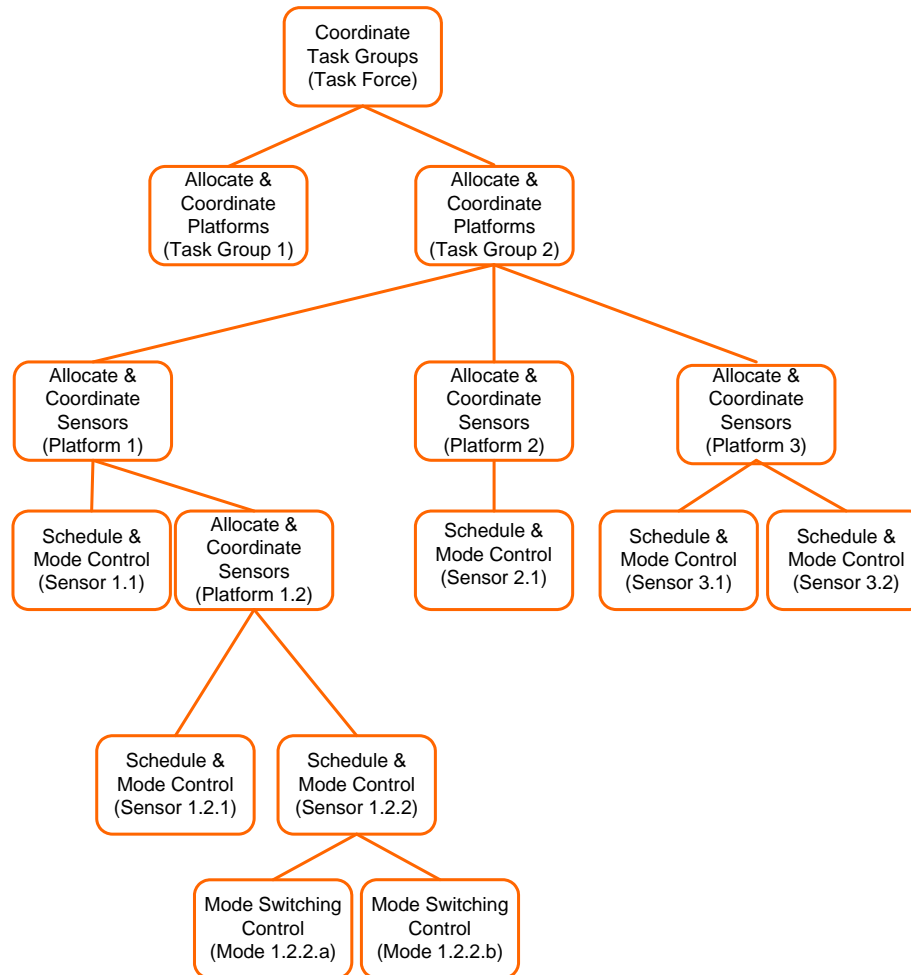 Coordinate
Task Groups
(Task Force)
Allocate &
Coordinate
Platforms
(Task Group 1)
Allocate &
Coordinate
Platforms
(Task Group 2)
Allocate &
Coordinate
Sensors
(Platform 1)
Allocate &
Coordinate
Sensors
(Platform 2)
Allocate &
Coordinate
Sensors
(Platform 3)
Schedule &
Mode Control
(Sensor 1.1)
Allocate &
Coordinate
Sensors
(Platform 1.2)
Schedule &
Mode Control
(Sensor 2.1)
Schedule &
Mode Control
(Sensor 3.1)
Schedule &
Mode Control
(Sensor 3.2)
Schedule &
Mode Control
(Sensor 1.2.1)
Schedule &
Mode Control
(Sensor 1.2.2)
Mode Switching
Control
(Mode 1.2.2.a)
Mode Switching
Control
(Mode 1.2.2.b)